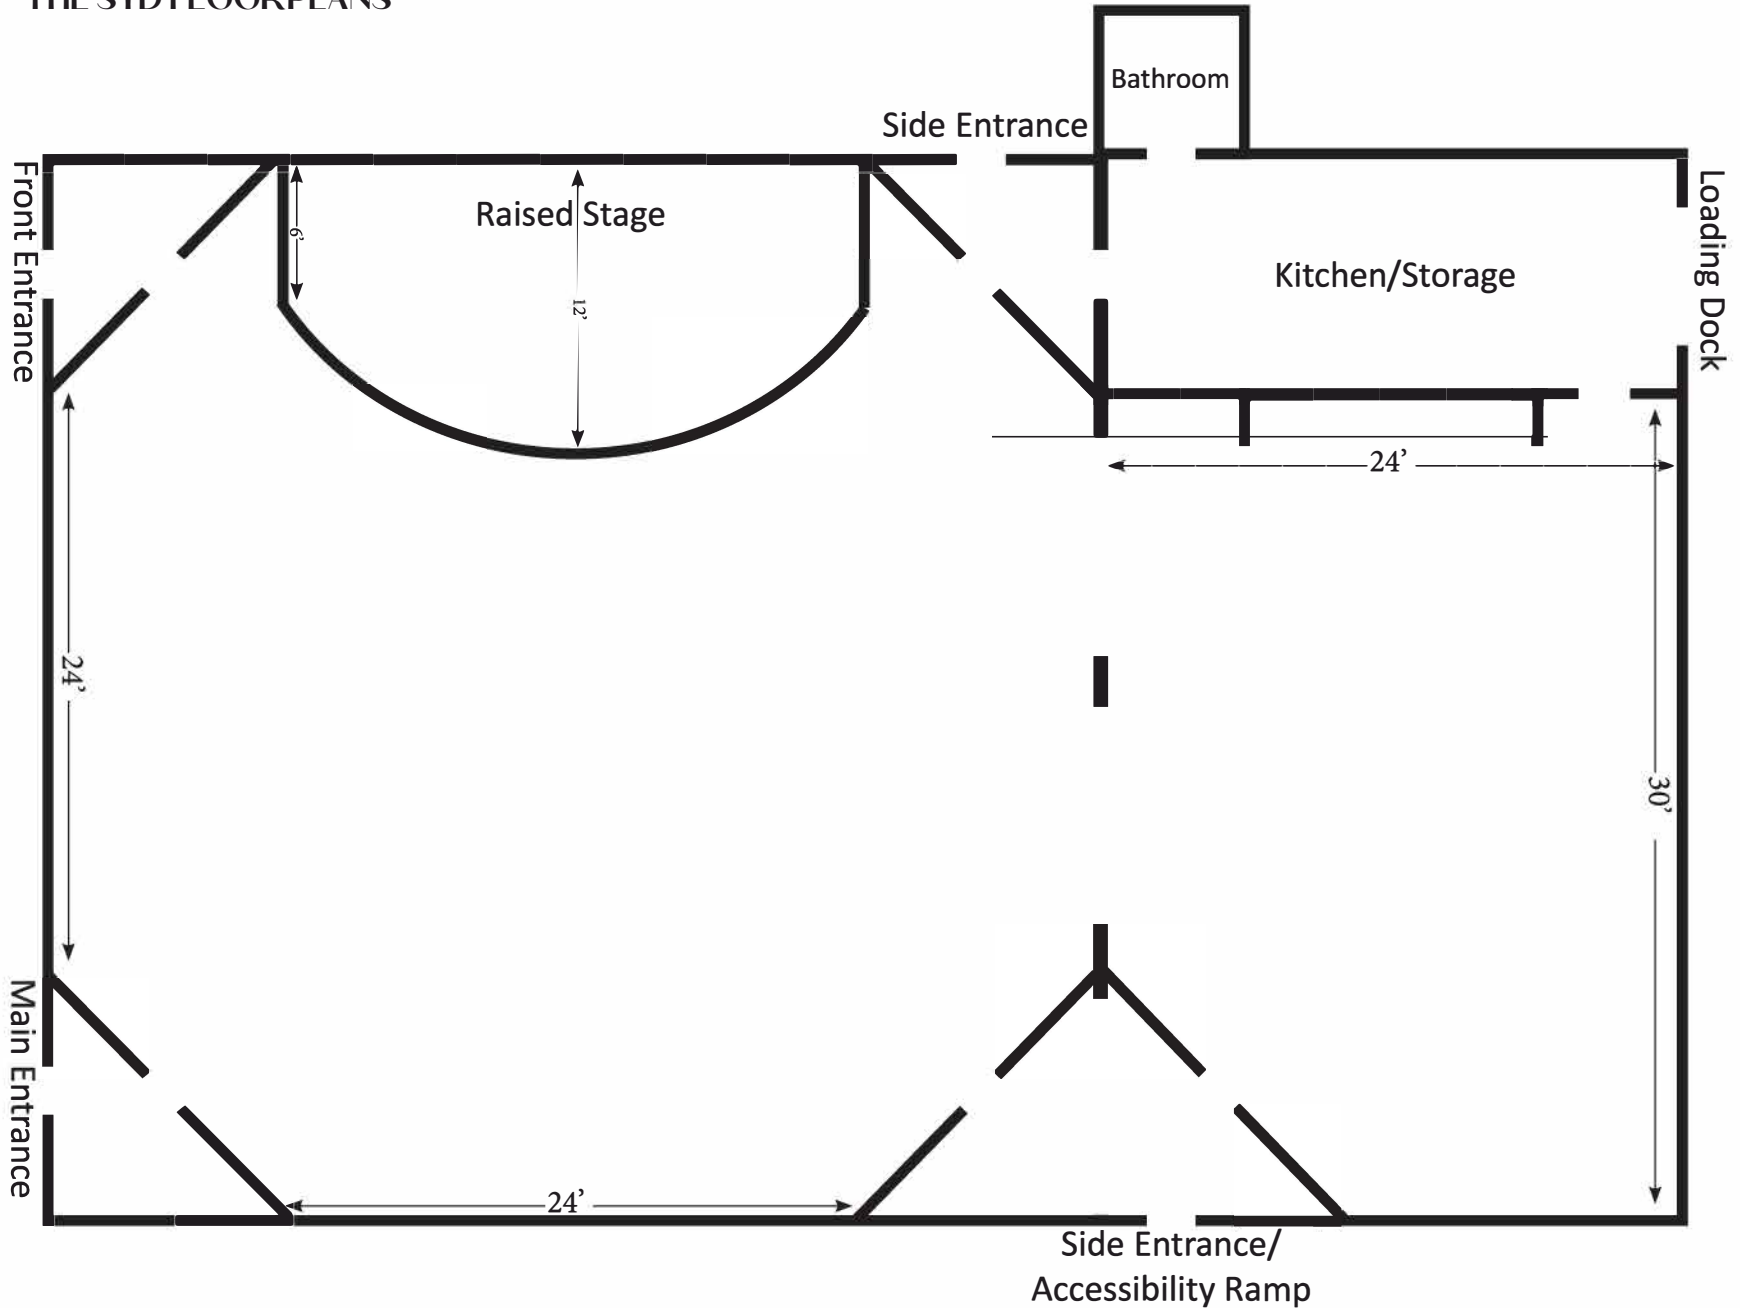 Bathroom
Side Entrance
Front Entrance
Raised Stage
6'
12'
Kitchen/Storage
Loading Dock
24’
24’
30’
Main Entrance
24’
Side Entrance/
Accessibility Ramp